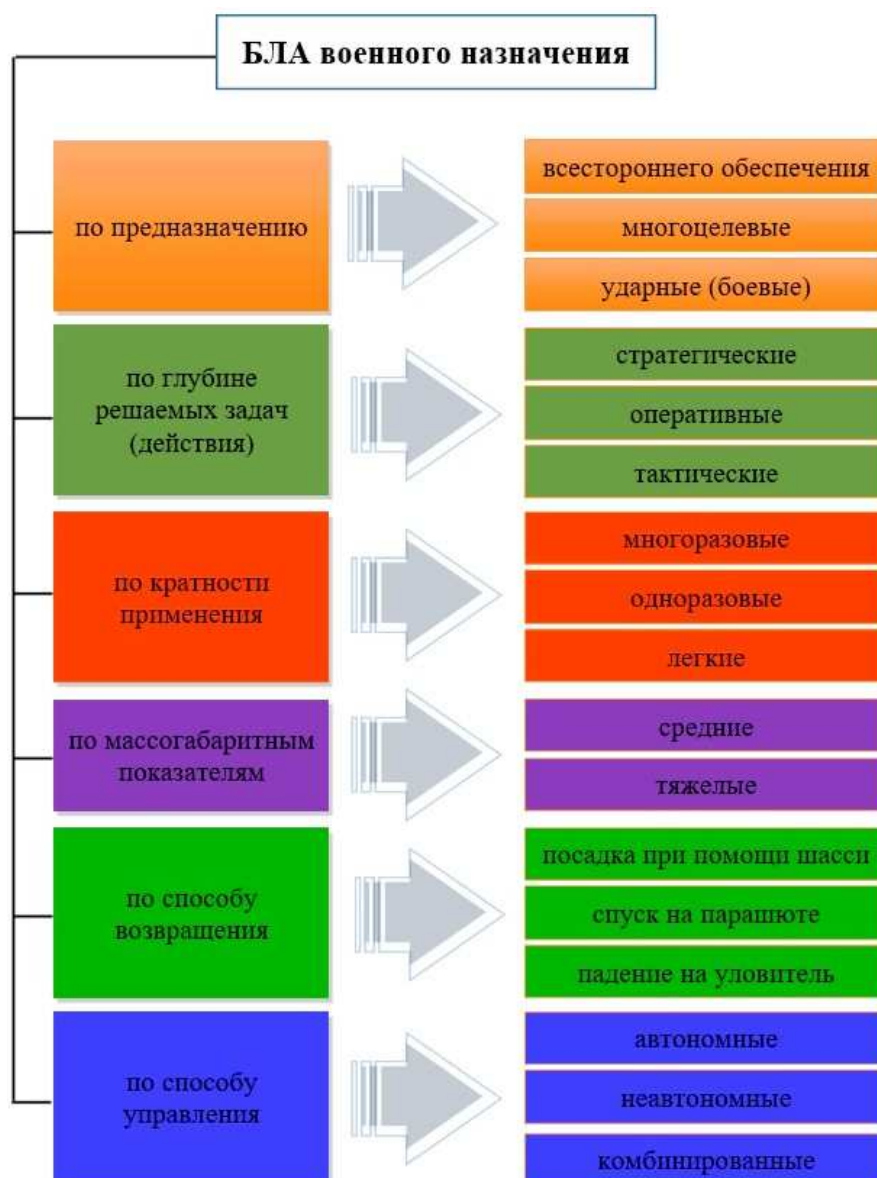 БЛА военного назначения
по предназначению
всестороннего обеспечения
многоцелевые
ударные (боевые)
по глубине
решаемых задач
(действия)
стратегические
оперативные
тактические
по кратности
применения
многоразовые
одноразовые
легкие
по массогабаритным
показателям
средние
тяжелые
по способу
возвращения
посадка при помощи шасси
спуск на парашюте
падение на уловитель
по способу
управления
автономные
неавтономные
комбинированные